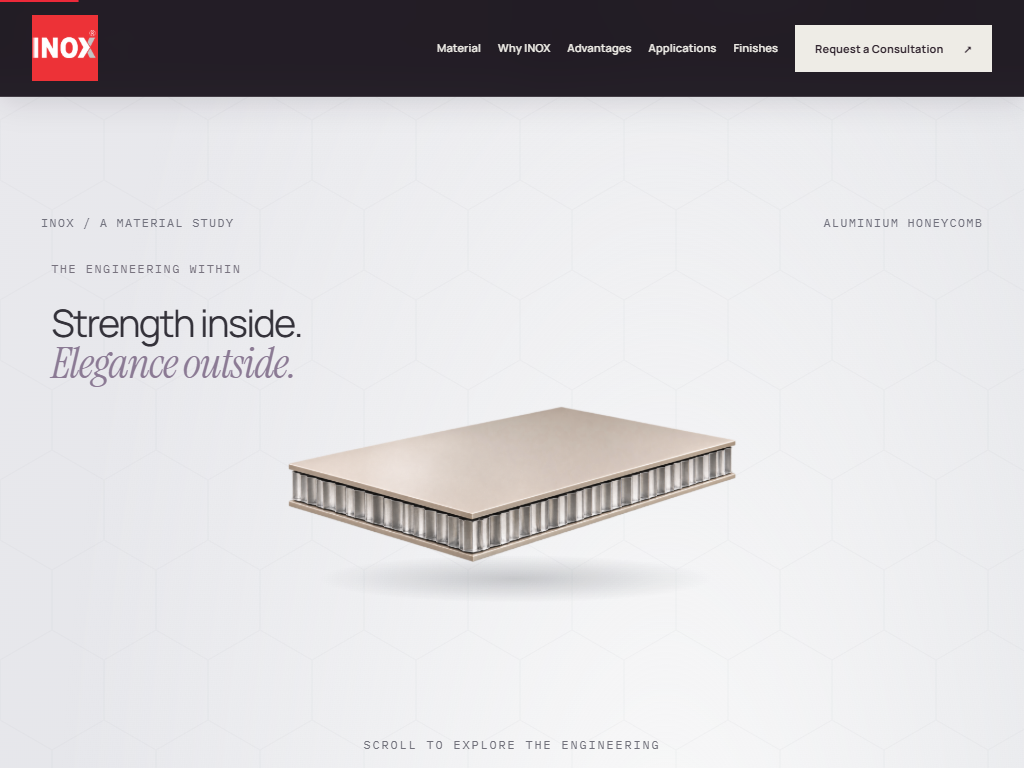 INOX®
Material
Why INOX
Advantages
Applications
Finishes
Request a Consultation ↗
INOX / A MATERIAL STUDY
ALUMINIUM HONEYCOMB
THE ENGINEERING WITHIN
Strength inside.
Elegance outside.
SCROLL TO EXPLORE THE ENGINEERING